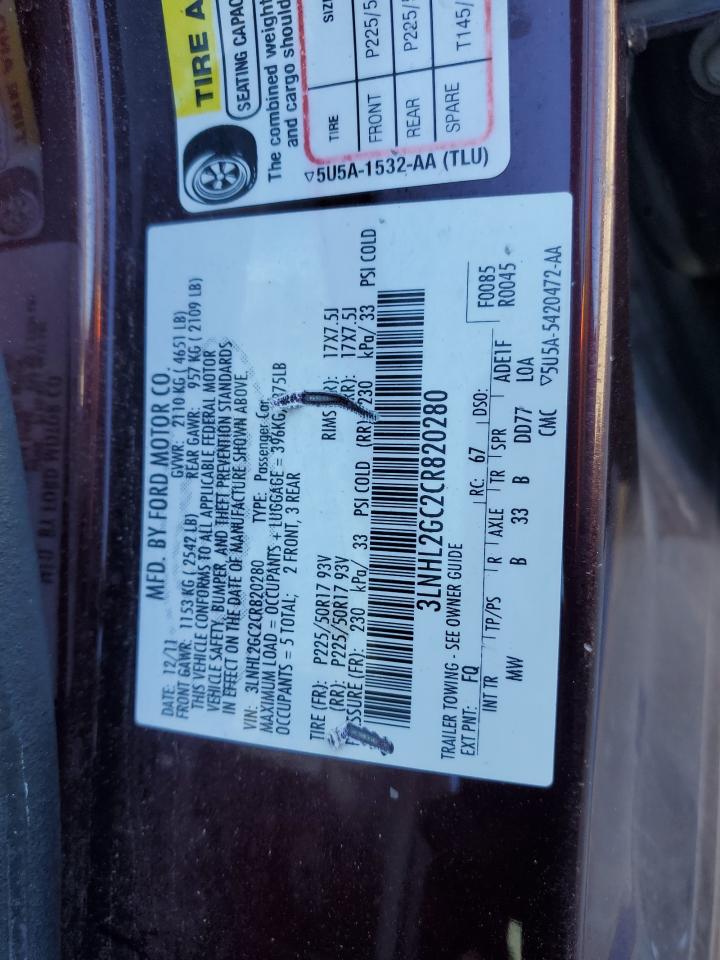 TIRE A
SEATING CAPAC
The combined weight
and cargo should
TIRE SIZ
FRONT P225/5
REAR P225/
SPARE T145/
▽5U5A-1532-AA (TLU)
MFD. BY FORD MOTOR CO.
DATE: 12/11 GVWR: 2110 KG ( 4651 LB)
FRONT GAWR: 1153 KG ( 2542 LB) REAR GAWR: 957 KG ( 2109 LB)
THIS VEHICLE CONFORMS TO ALL APPLICABLE FEDERAL MOTOR
VEHICLE SAFETY, BUMPER, AND THEFT PREVENTION STANDARDS
IN EFFECT ON THE DATE OF MANUFACTURE SHOWN ABOVE.
VIN: 3LNHL2GC2CR820280 TYPE: Passenger Car
MAXIMUM LOAD = OCCUPANTS + LUGGAGE = 396KG/ 75LB
OCCUPANTS = 5 TOTAL; 2 FRONT, 3 REAR
TIRE (FR): P225/50R17 93V RIMS R): 17X7.5J
(RR): P225/50R17 93V R): 17X7.5J
SSURE (FR): 230 kPa/ 33 PSI COLD (RR) 230 kPa/ 33 PSI COLD
3LNHL2GC2CR820280
TRAILER TOWING - SEE OWNER GUIDE
EXT PNT: FQ RC: 67 DSO: F0085
R0045
INT TR TP/PS R AXLE TR SPR ADE1F
MW B 33 B DD77 LOA
CMC ▽5U5A-5420472-AA